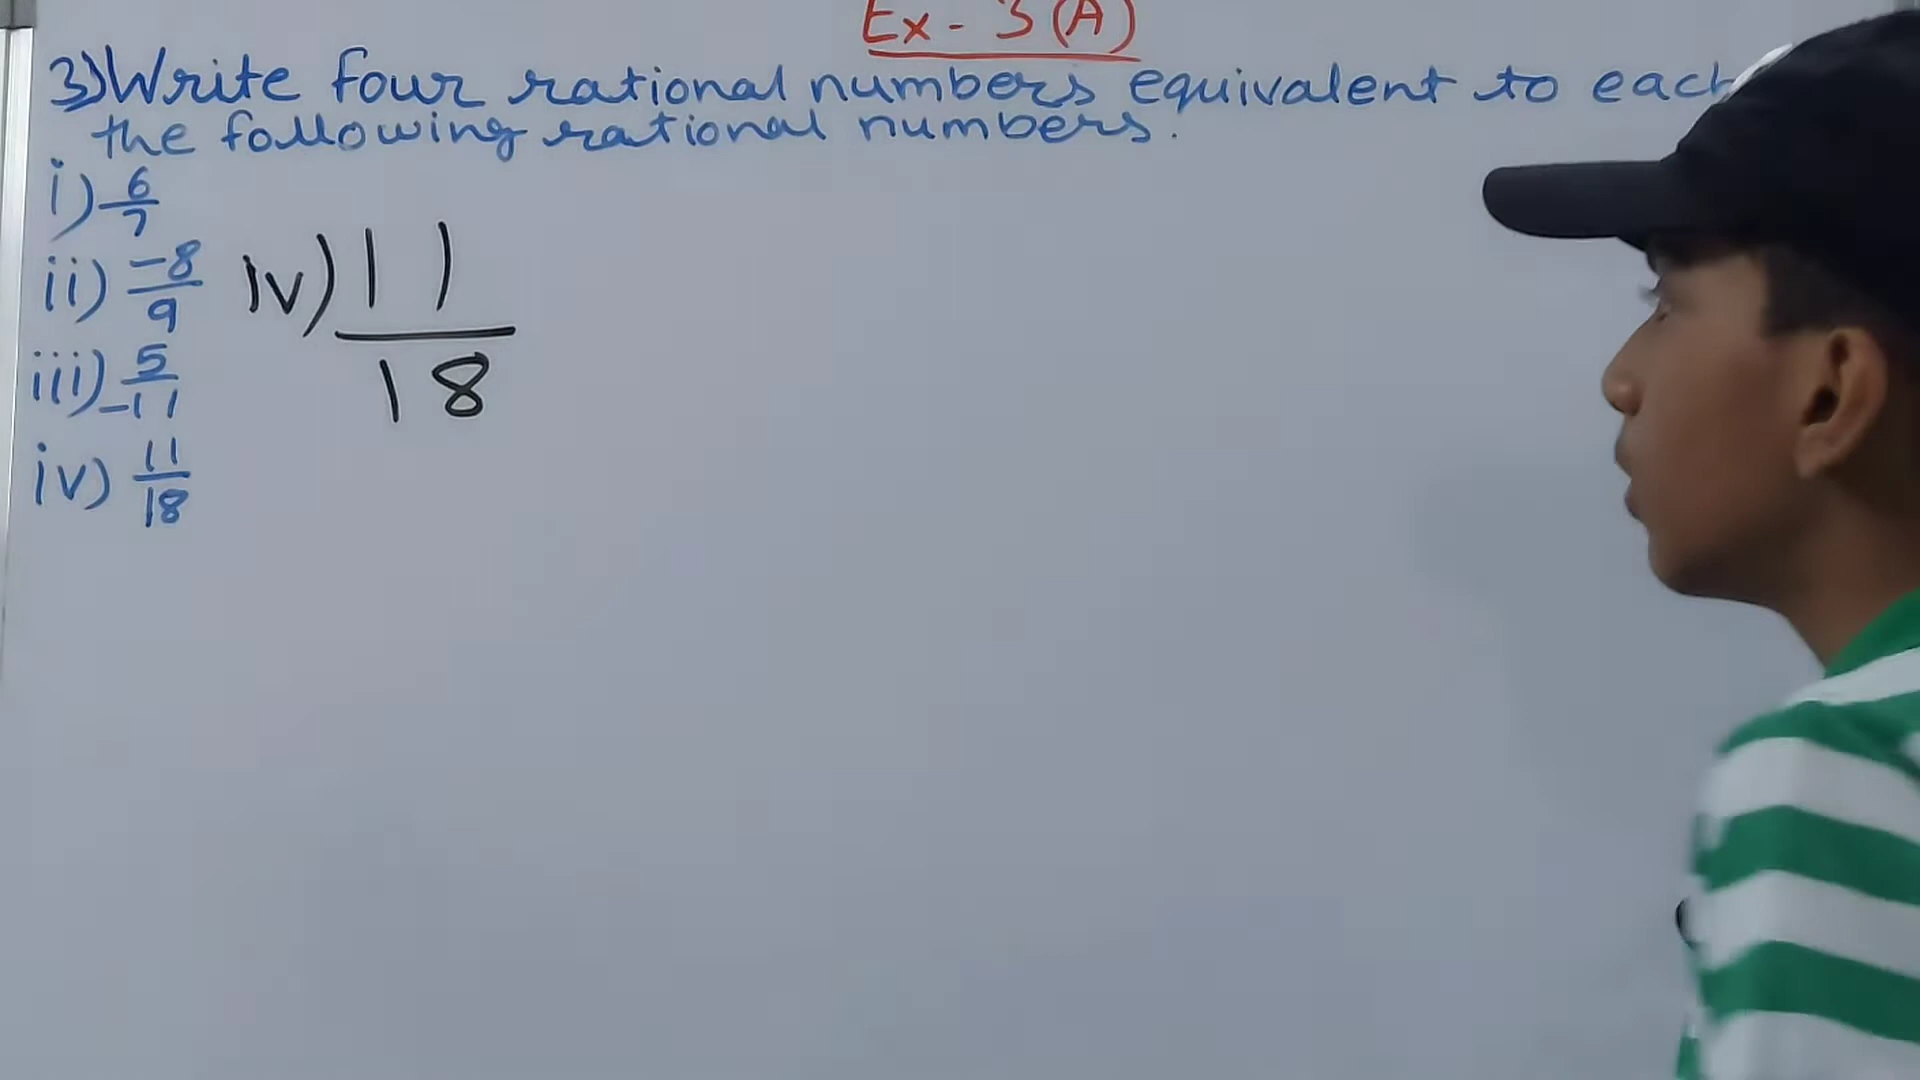 Ex - 3 (A)
3) Write four rational numbers equivalent to each
the following rational numbers.
i) 6/7
ii) -8/9
iii) 5/-11
iv) 11/18
iv) 11/18